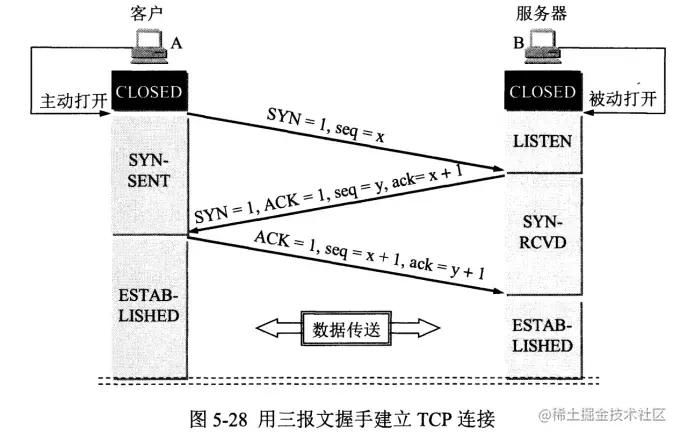 客户
服务器
A
B
CLOSED
CLOSED
主动打开
被动打开
SYN = 1, seq = x
LISTEN
SYN-
SENT
SYN = 1, ACK = 1, seq = y, ack= x + 1
SYN-
RCVD
ACK = 1, seq = x + 1, ack = y + 1
ESTAB-
LISHED
数据传送
ESTAB-
LISHED
图 5-28 用三报文握手建立 TCP 连接
@稀土掘金技术社区